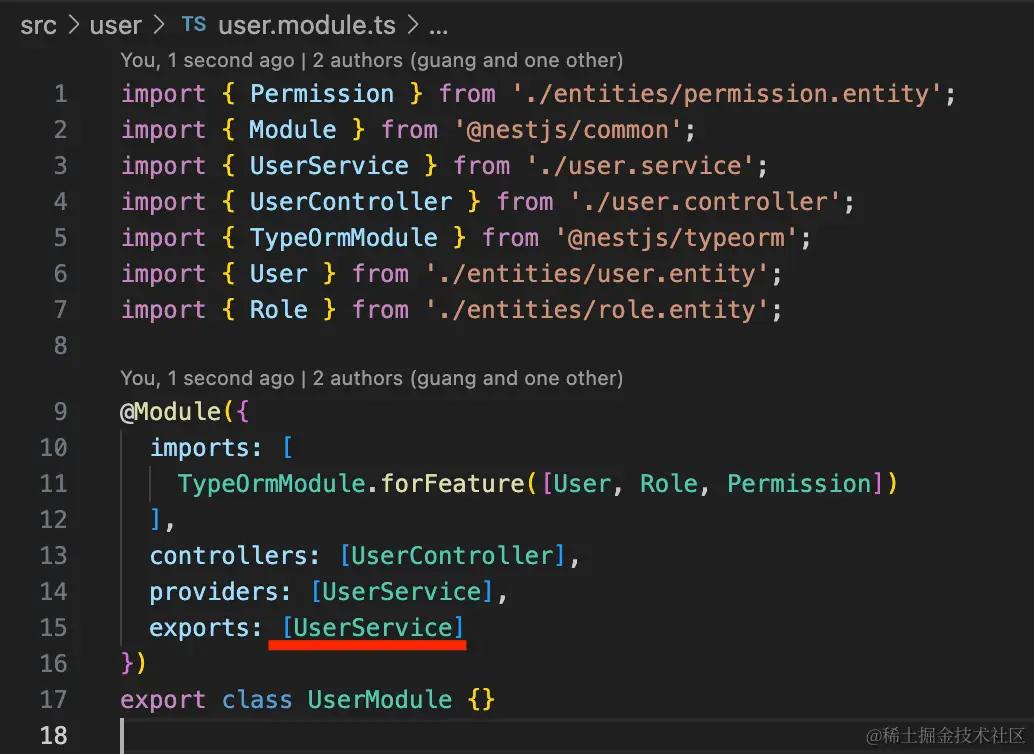 src > user > TS user.module.ts > ...
You, 1 second ago | 2 authors (guang and one other)
1 import { Permission } from './entities/permission.entity';
2 import { Module } from '@nestjs/common';
3 import { UserService } from './user.service';
4 import { UserController } from './user.controller';
5 import { TypeOrmModule } from '@nestjs/typeorm';
6 import { User } from './entities/user.entity';
7 import { Role } from './entities/role.entity';
8
You, 1 second ago | 2 authors (guang and one other)
9 @Module({
10 imports: [
11 TypeOrmModule.forFeature([User, Role, Permission])
12 ],
13 controllers: [UserController],
14 providers: [UserService],
15 exports: [UserService]
16 })
17 export class UserModule {}
18
@稀土掘金技术社区